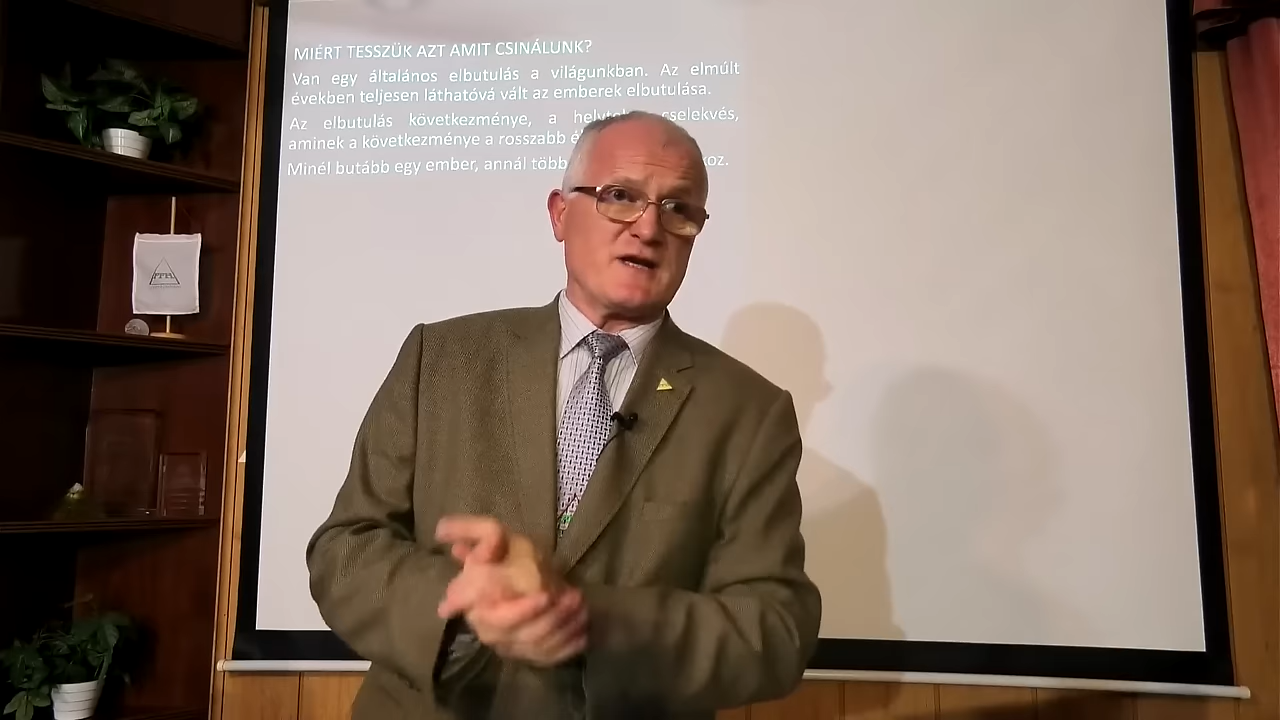 MIÉRT TESSZÜK AZT AMIT CSINÁLUNK?
Van egy általános elbutulás a világunkban. Az elmúlt
években teljesen láthatóvá vált az emberek elbutulása.
Az elbutulás következménye, a
aminek a következménye a rosszabb
Minél butább egy ember, annál több